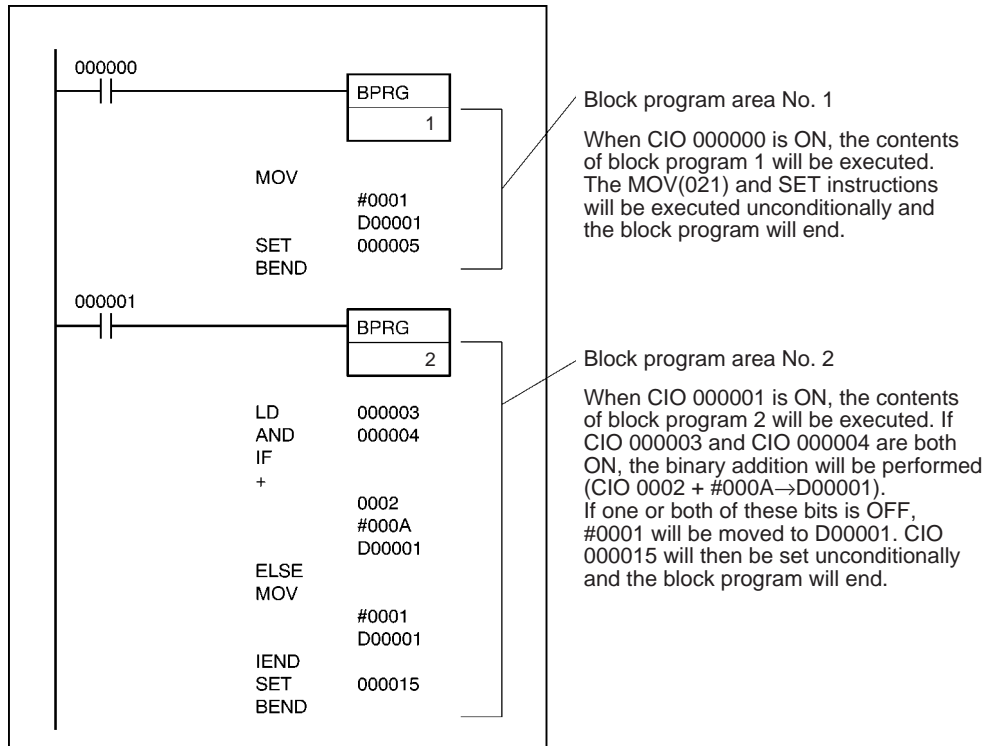 000000
BPRG
1
MOV
#0001
D00001
SET 000005
BEND
Block program area No. 1
When CIO 000000 is ON, the contents
of block program 1 will be executed.
The MOV(021) and SET instructions
will be executed unconditionally and
the block program will end.
000001
BPRG
2
LD 000003
AND 000004
IF
+
0002
#000A
D00001
ELSE
MOV
#0001
D00001
IEND
SET 000015
BEND
Block program area No. 2
When CIO 000001 is ON, the contents
of block program 2 will be executed. If
CIO 000003 and CIO 000004 are both
ON, the binary addition will be performed
(CIO 0002 + #000A→D00001).
If one or both of these bits is OFF,
#0001 will be moved to D00001. CIO
000015 will then be set unconditionally
and the block program will end.